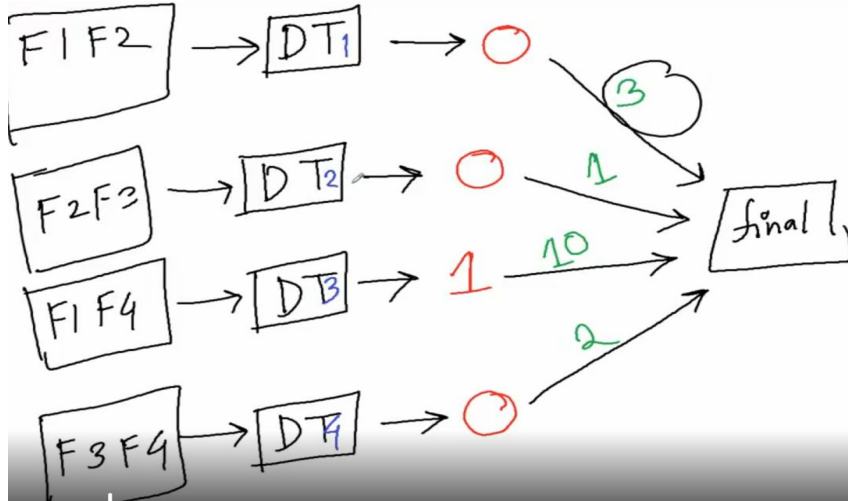 F1 F2 DT1 0 3
F2 F3 DT2 0 1
final
F1 F4 DT3 1 10
F3 F4 DT4 0 2